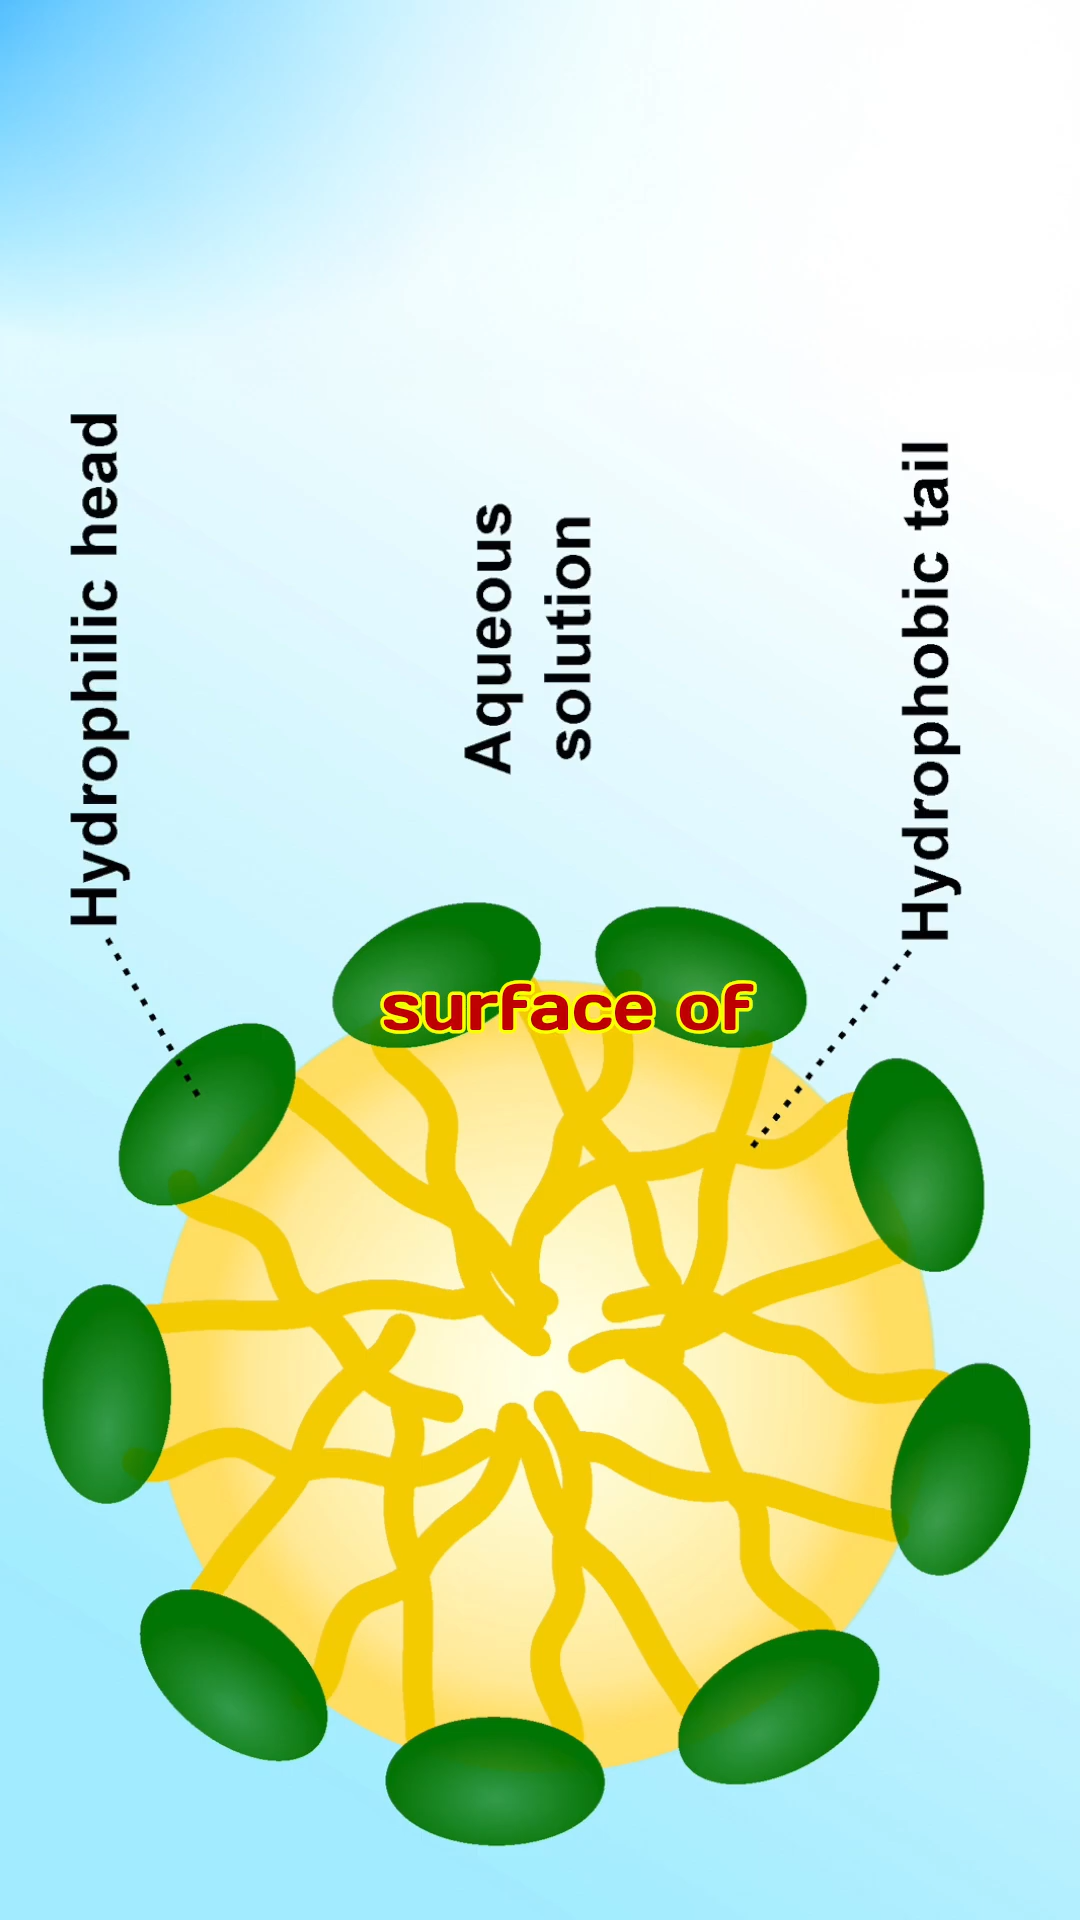 Hydrophilic head
Aqueous
solution
Hydrophobic tail
surface of